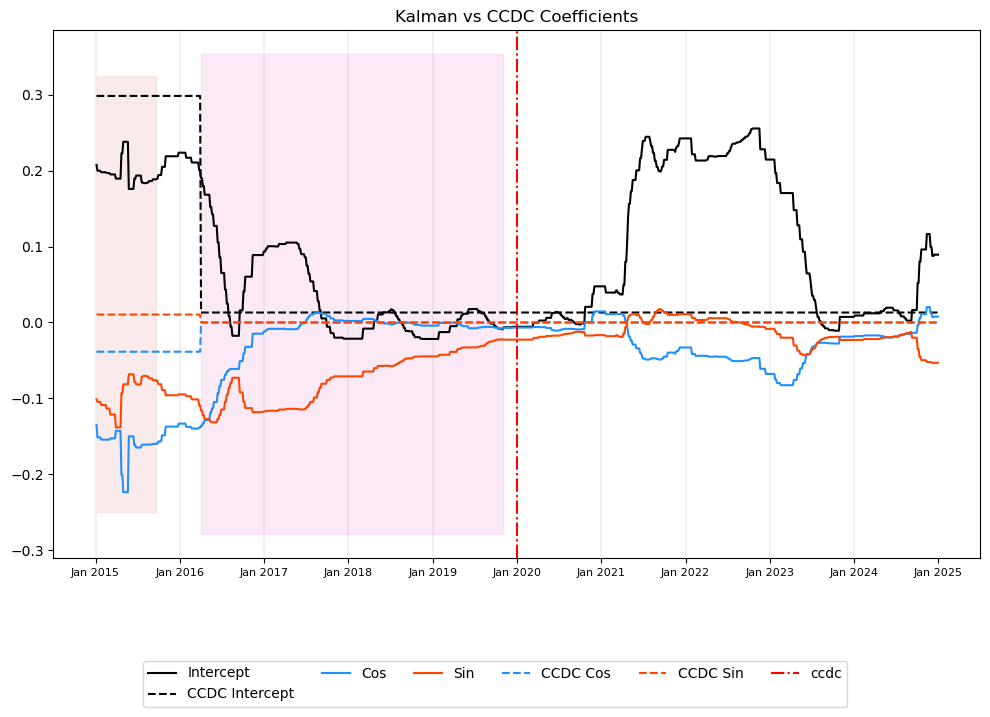 Kalman vs CCDC Coefficients
0.3
0.2
0.1
0.0
−0.1
−0.2
−0.3
Jan 2015 Jan 2016 Jan 2017 Jan 2018 Jan 2019 Jan 2020 Jan 2021 Jan 2022 Jan 2023 Jan 2024 Jan 2025
Intercept Cos Sin CCDC Cos CCDC Sin ccdc
CCDC Intercept